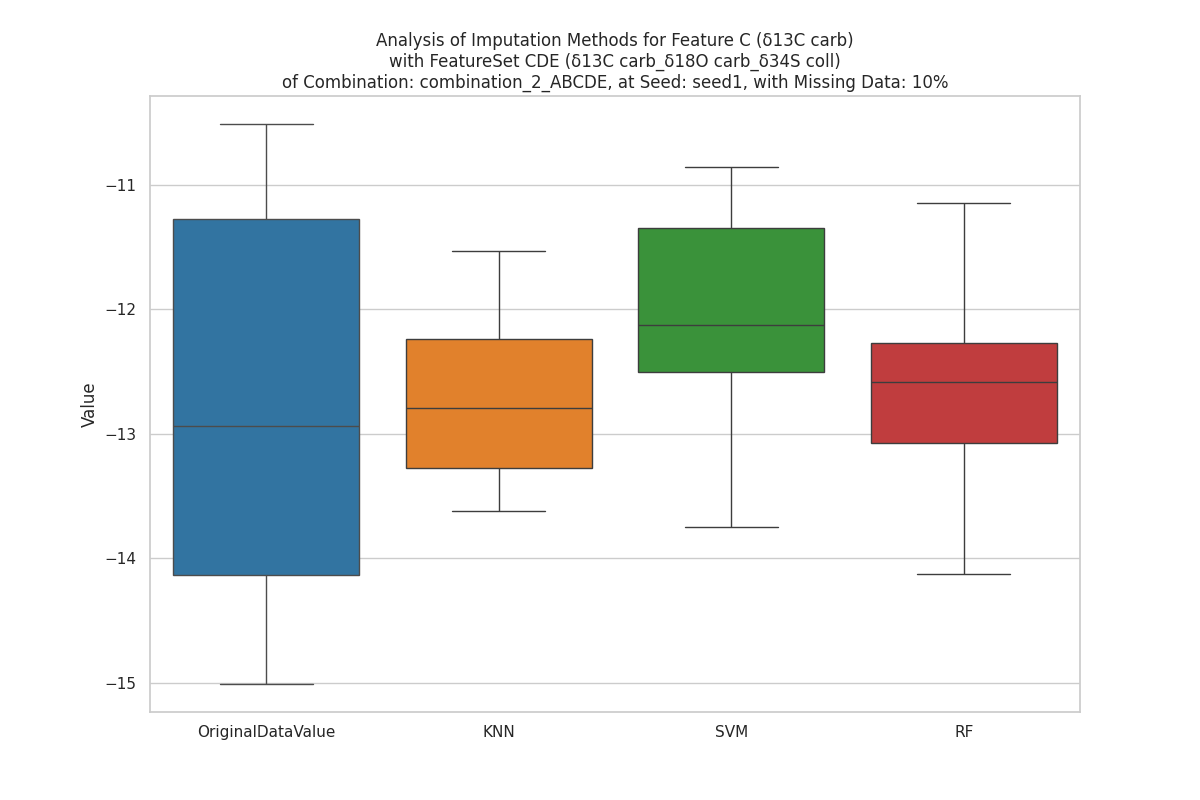 Analysis of Imputation Methods for Feature C (δ13C carb)
with FeatureSet CDE (δ13C carb_δ18O carb_δ34S coll)
of Combination: combination_2_ABCDE, at Seed: seed1, with Missing Data: 10%
−11
−12
−13
−14
−15
Value
OriginalDataValue
KNN
SVM
RF